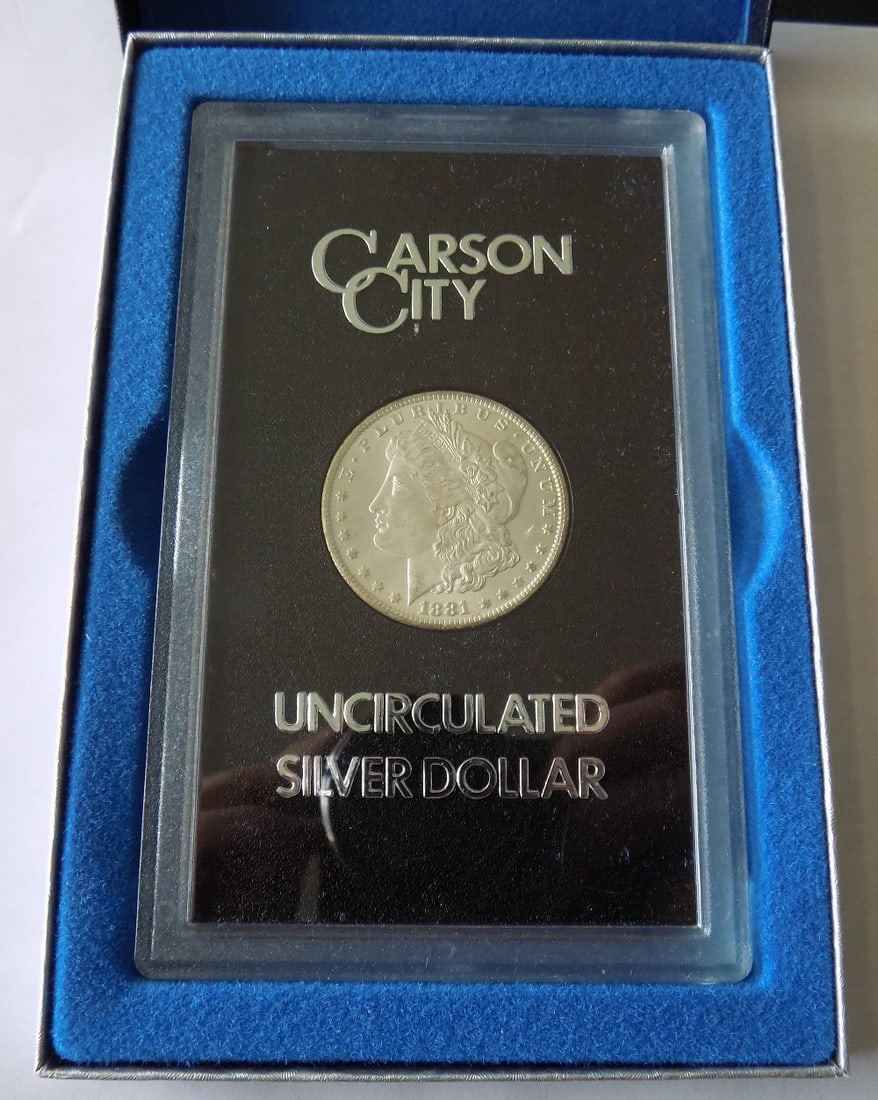 CARSON
CITY
E·PLURIBUS·UNUM
1881
UNCIRCULATED
SILVER DOLLAR